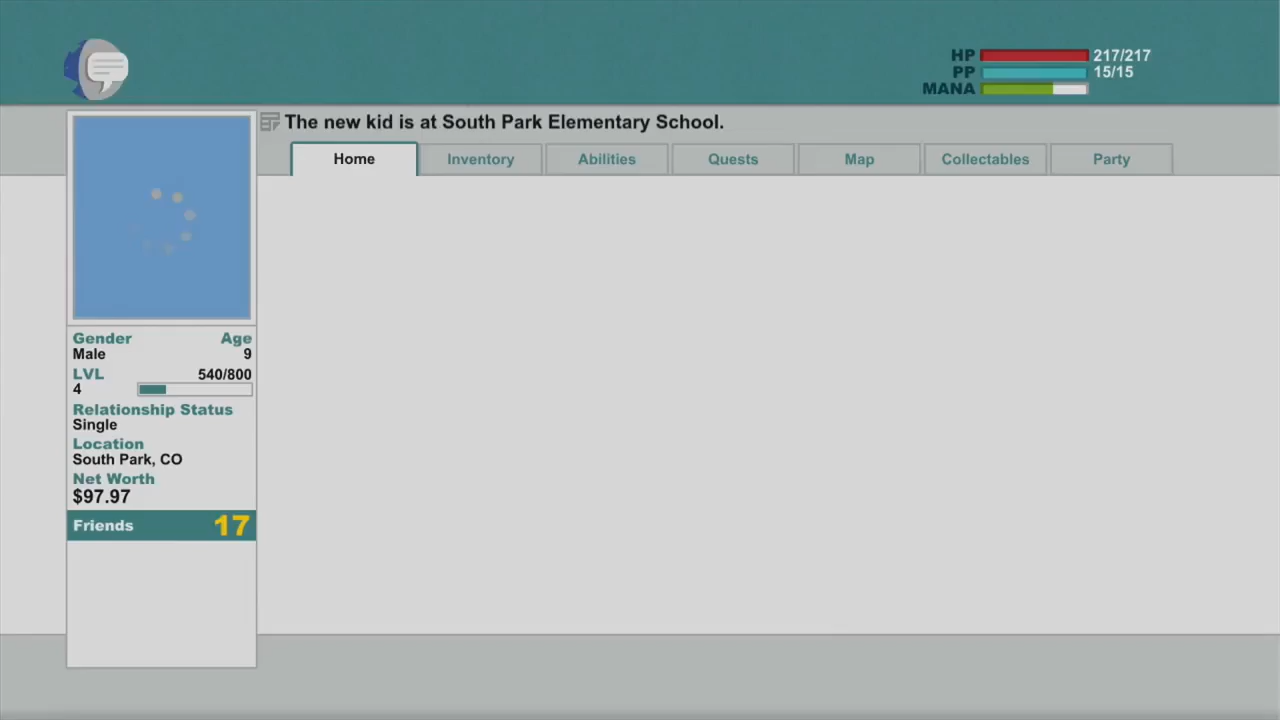 HP 217/217
PP 15/15
MANA
The new kid is at South Park Elementary School.
Home Inventory Abilities Quests Map Collectables Party
Gender Age
Male 9
LVL 540/800
4
Relationship Status
Single
Location
South Park, CO
Net Worth
$97.97
Friends 17